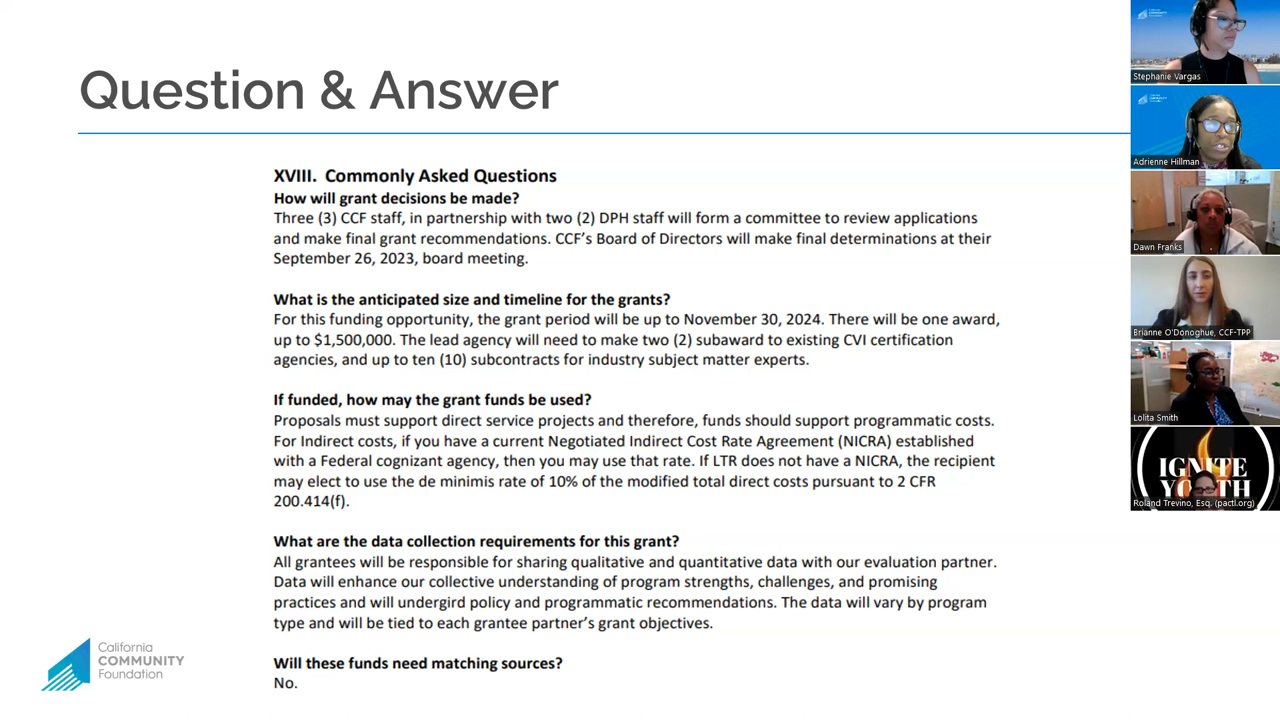 Question & Answer
XVIII. Commonly Asked Questions
How will grant decisions be made?
Three (3) CCF staff, in partnership with two (2) DPH staff will form a committee to review applications
and make final grant recommendations. CCF's Board of Directors will make final determinations at their
September 26, 2023, board meeting.
What is the anticipated size and timeline for the grants?
For this funding opportunity, the grant period will be up to November 30, 2024. There will be one award,
up to $1,500,000. The lead agency will need to make two (2) subaward to existing CVI certification
agencies, and up to ten (10) subcontracts for industry subject matter experts.
If funded, how may the grant funds be used?
Proposals must support direct service projects and therefore, funds should support programmatic costs.
For Indirect costs, if you have a current Negotiated Indirect Cost Rate Agreement (NICRA) established
with a Federal cognizant agency, then you may use that rate. If LTR does not have a NICRA, the recipient
may elect to use the de minimis rate of 10% of the modified total direct costs pursuant to 2 CFR
200.414(f).
What are the data collection requirements for this grant?
All grantees will be responsible for sharing qualitative and quantitative data with our evaluation partner.
Data will enhance our collective understanding of program strengths, challenges, and promising
practices and will undergird policy and programmatic recommendations. The data will vary by program
type and will be tied to each grantee partner's grant objectives.
Will these funds need matching sources?
No.
California
COMMUNITY
Foundation
Stephanie Vargas
Adrienne Hillman
Dawn Franks
Brianne O'Donoghue, CCF-TPP
Lolita Smith
IGNITE
Roland Trevino, Esq. (pactl.org)